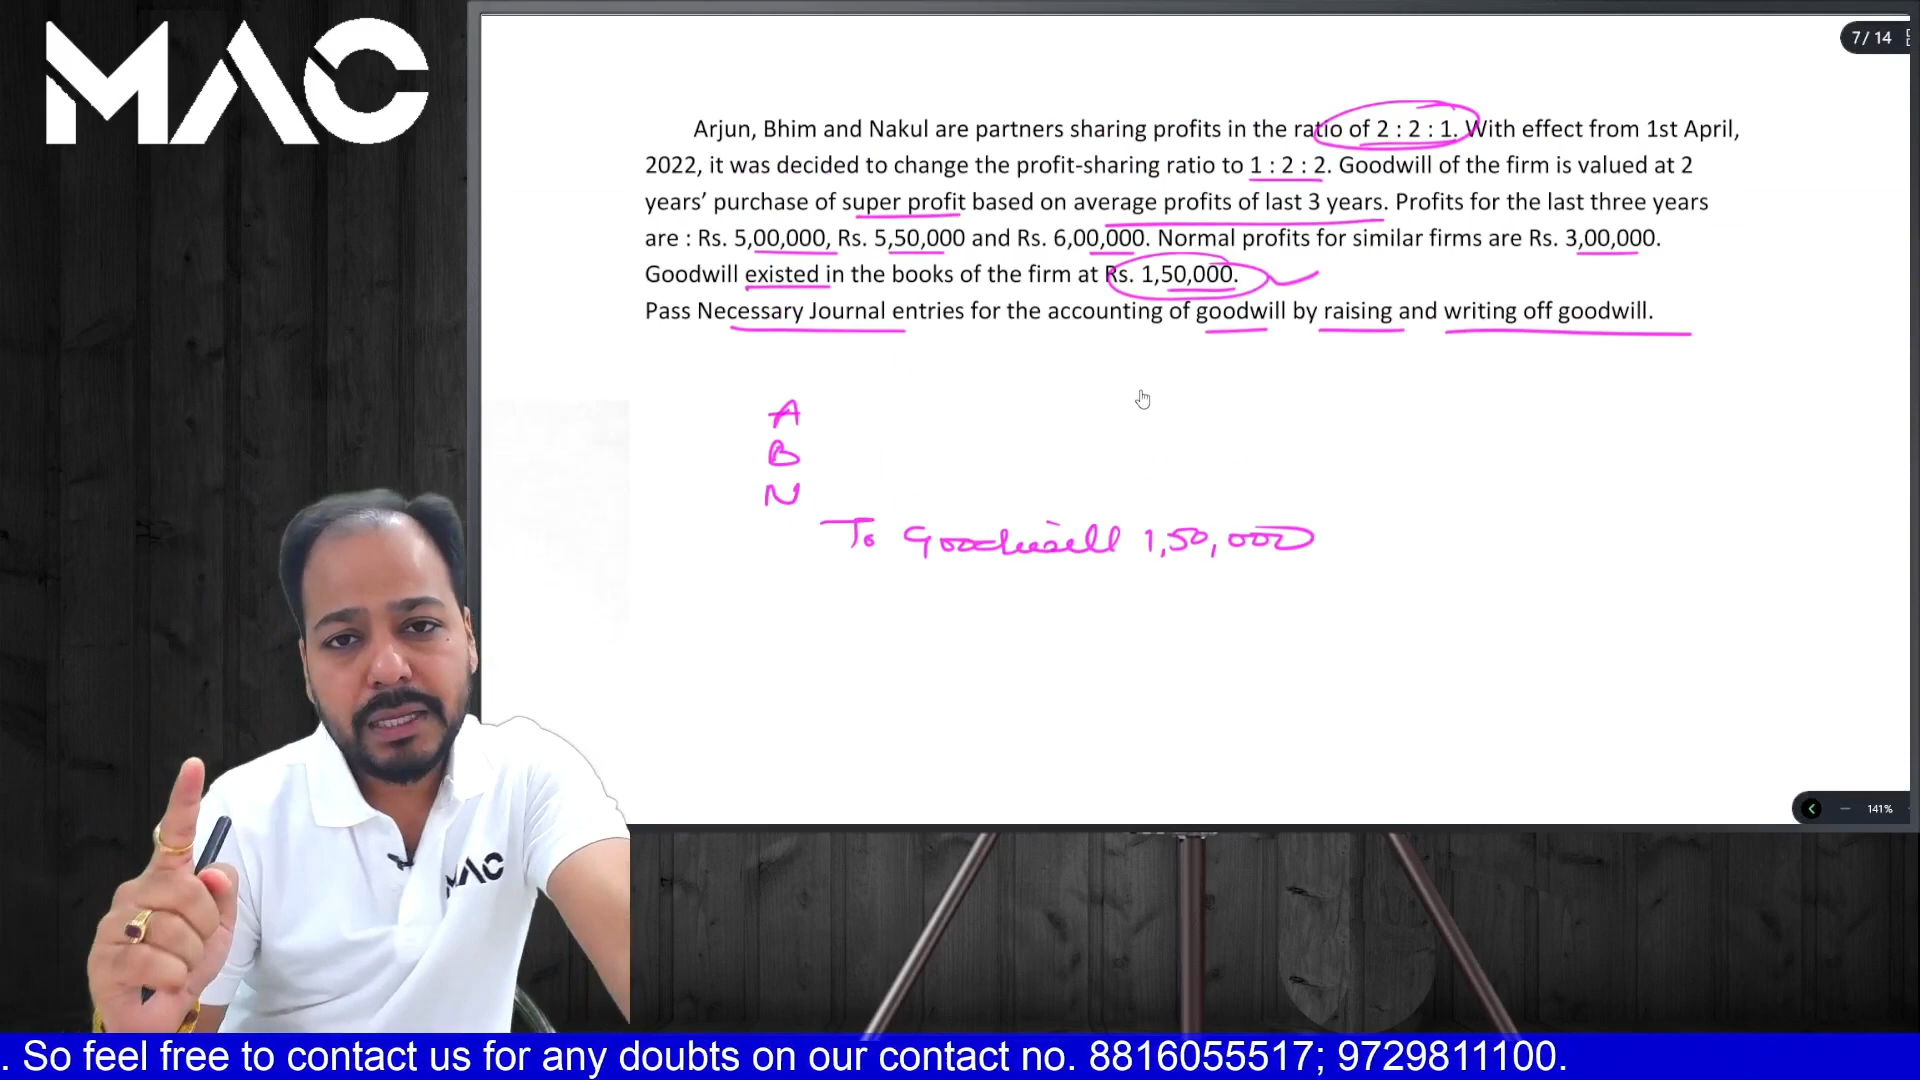 MAC
7 / 14
Arjun, Bhim and Nakul are partners sharing profits in the ratio of 2 : 2 : 1. With effect from 1st April,
2022, it was decided to change the profit-sharing ratio to 1 : 2 : 2. Goodwill of the firm is valued at 2
years’ purchase of super profit based on average profits of last 3 years. Profits for the last three years
are : Rs. 5,00,000, Rs. 5,50,000 and Rs. 6,00,000. Normal profits for similar firms are Rs. 3,00,000.
Goodwill existed in the books of the firm at Rs. 1,50,000.
Pass Necessary Journal entries for the accounting of goodwill by raising and writing off goodwill.
A
B
N
To Goodwill 1,50,000
141%
MAC
. So feel free to contact us for any doubts on our contact no. 8816055517; 9729811100.